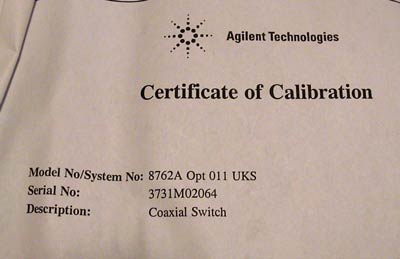 Agilent Technologies
Certificate of Calibration
Model No/System No: 8762A Opt 011 UKS
Serial No: 3731M02064
Description: Coaxial Switch